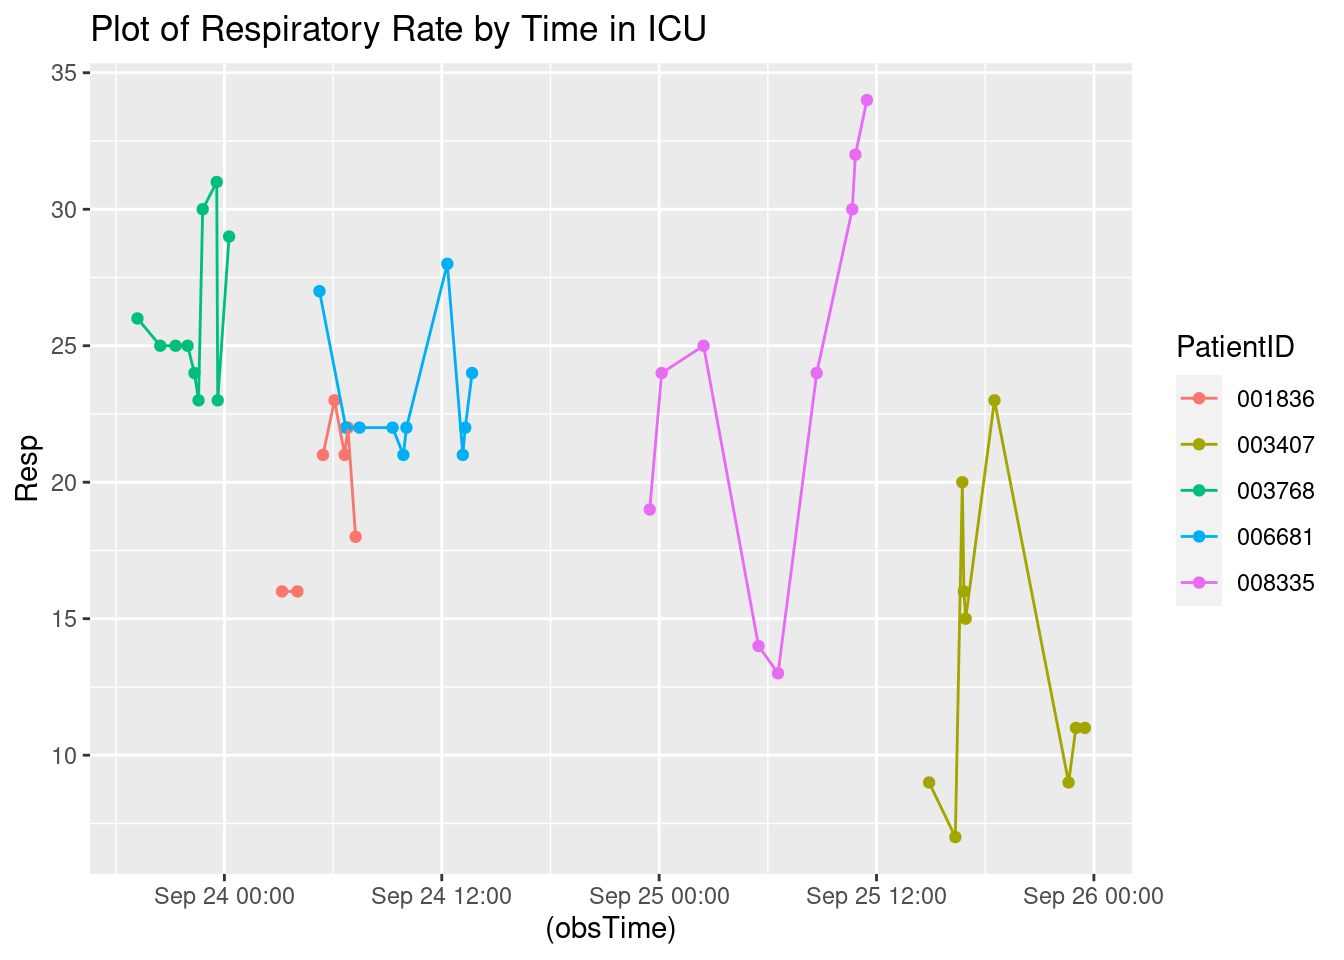 Plot of Respiratory Rate by Time in ICU
35
30
25
20
15
10
Resp
Sep 24 00:00
Sep 24 12:00
Sep 25 00:00
Sep 25 12:00
Sep 26 00:00
(obsTime)
PatientID
001836
003407
003768
006681
008335